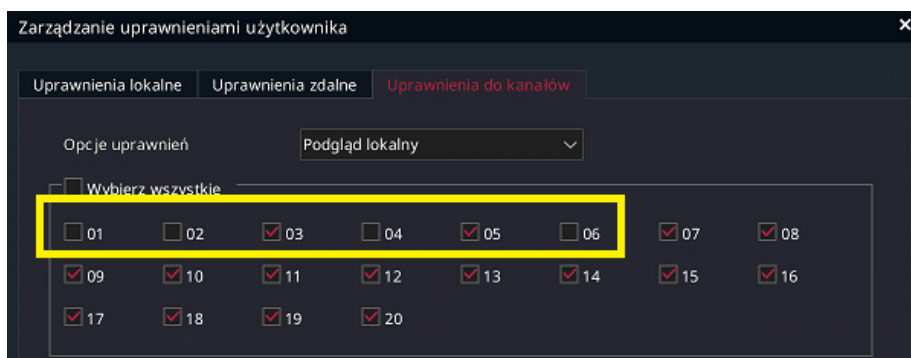 Zarządzanie uprawnieniami użytkownika
Uprawnienia lokalne Uprawnienia zdalne Uprawnienia do kanałów
Opcje uprawnień Podgląd lokalny
Wybierz wszystkie
01 02 03 04 05 06 07 08
09 10 11 12 13 14 15 16
17 18 19 20